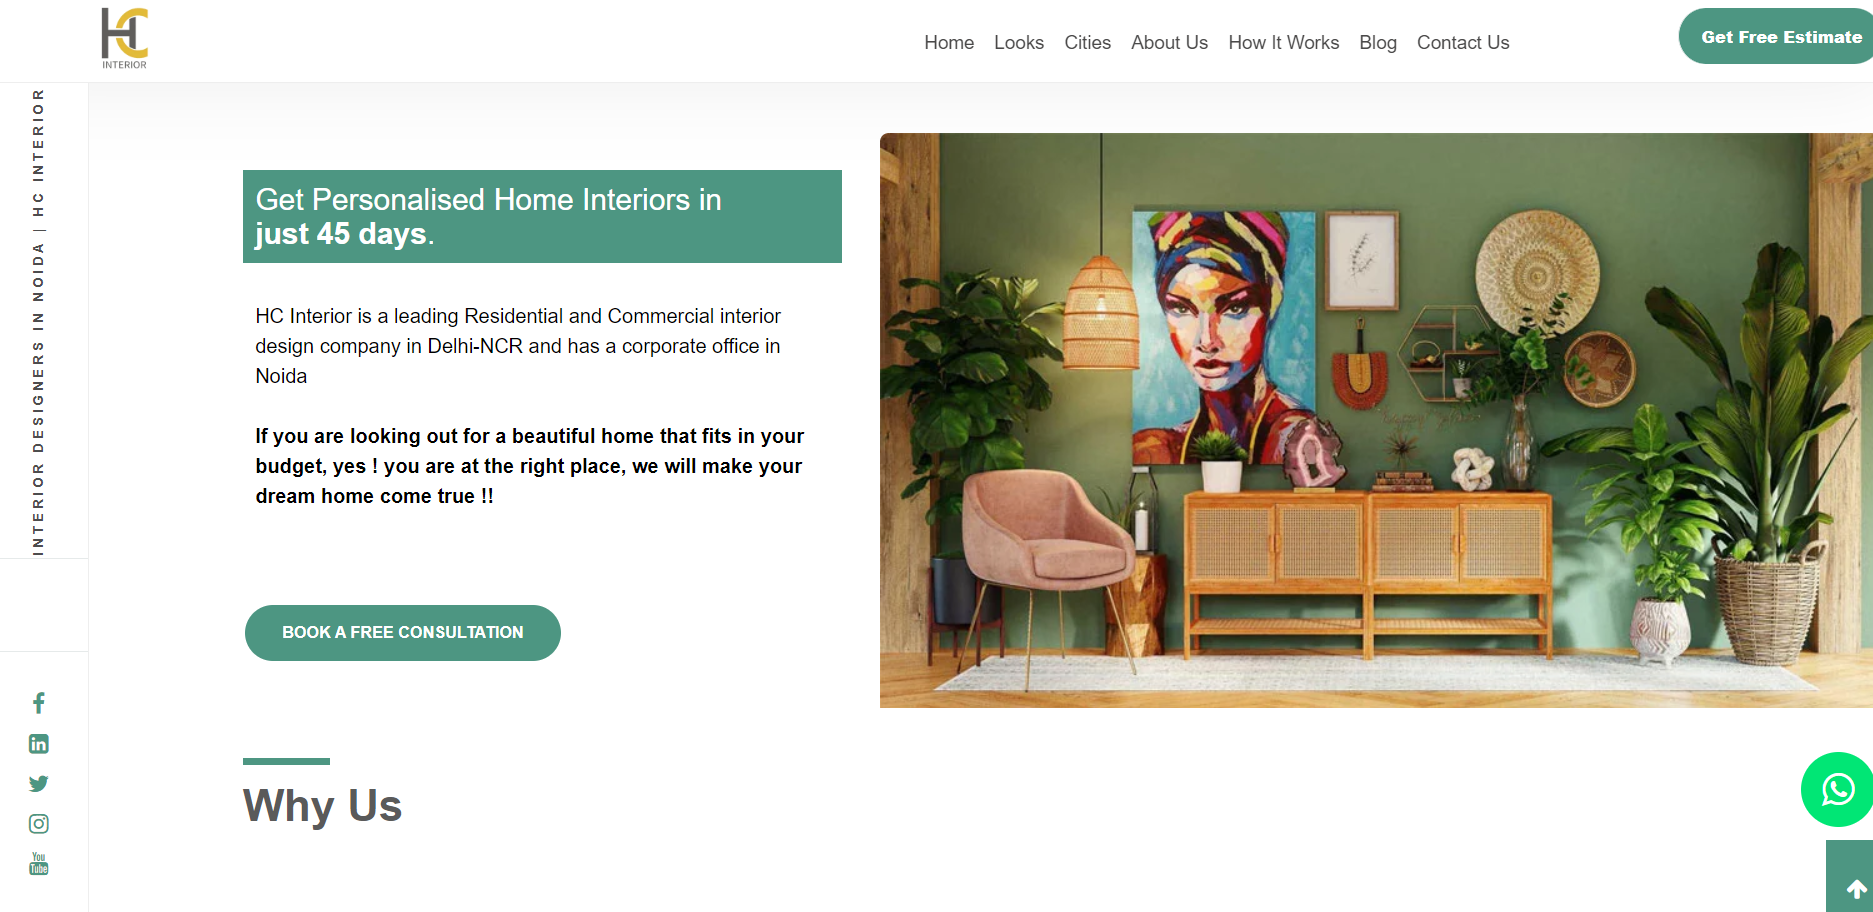 HC
INTERIOR
Home Looks Cities About Us How It Works Blog Contact Us
Get Free Estimate
INTERIOR DESIGNERS IN NOIDA | HC INTERIOR
Get Personalised Home Interiors in
just 45 days.
HC Interior is a leading Residential and Commercial interior
design company in Delhi-NCR and has a corporate office in
Noida
If you are looking out for a beautiful home that fits in your
budget, yes ! you are at the right place, we will make your
dream home come true !!
BOOK A FREE CONSULTATION
You
Tube
Why Us